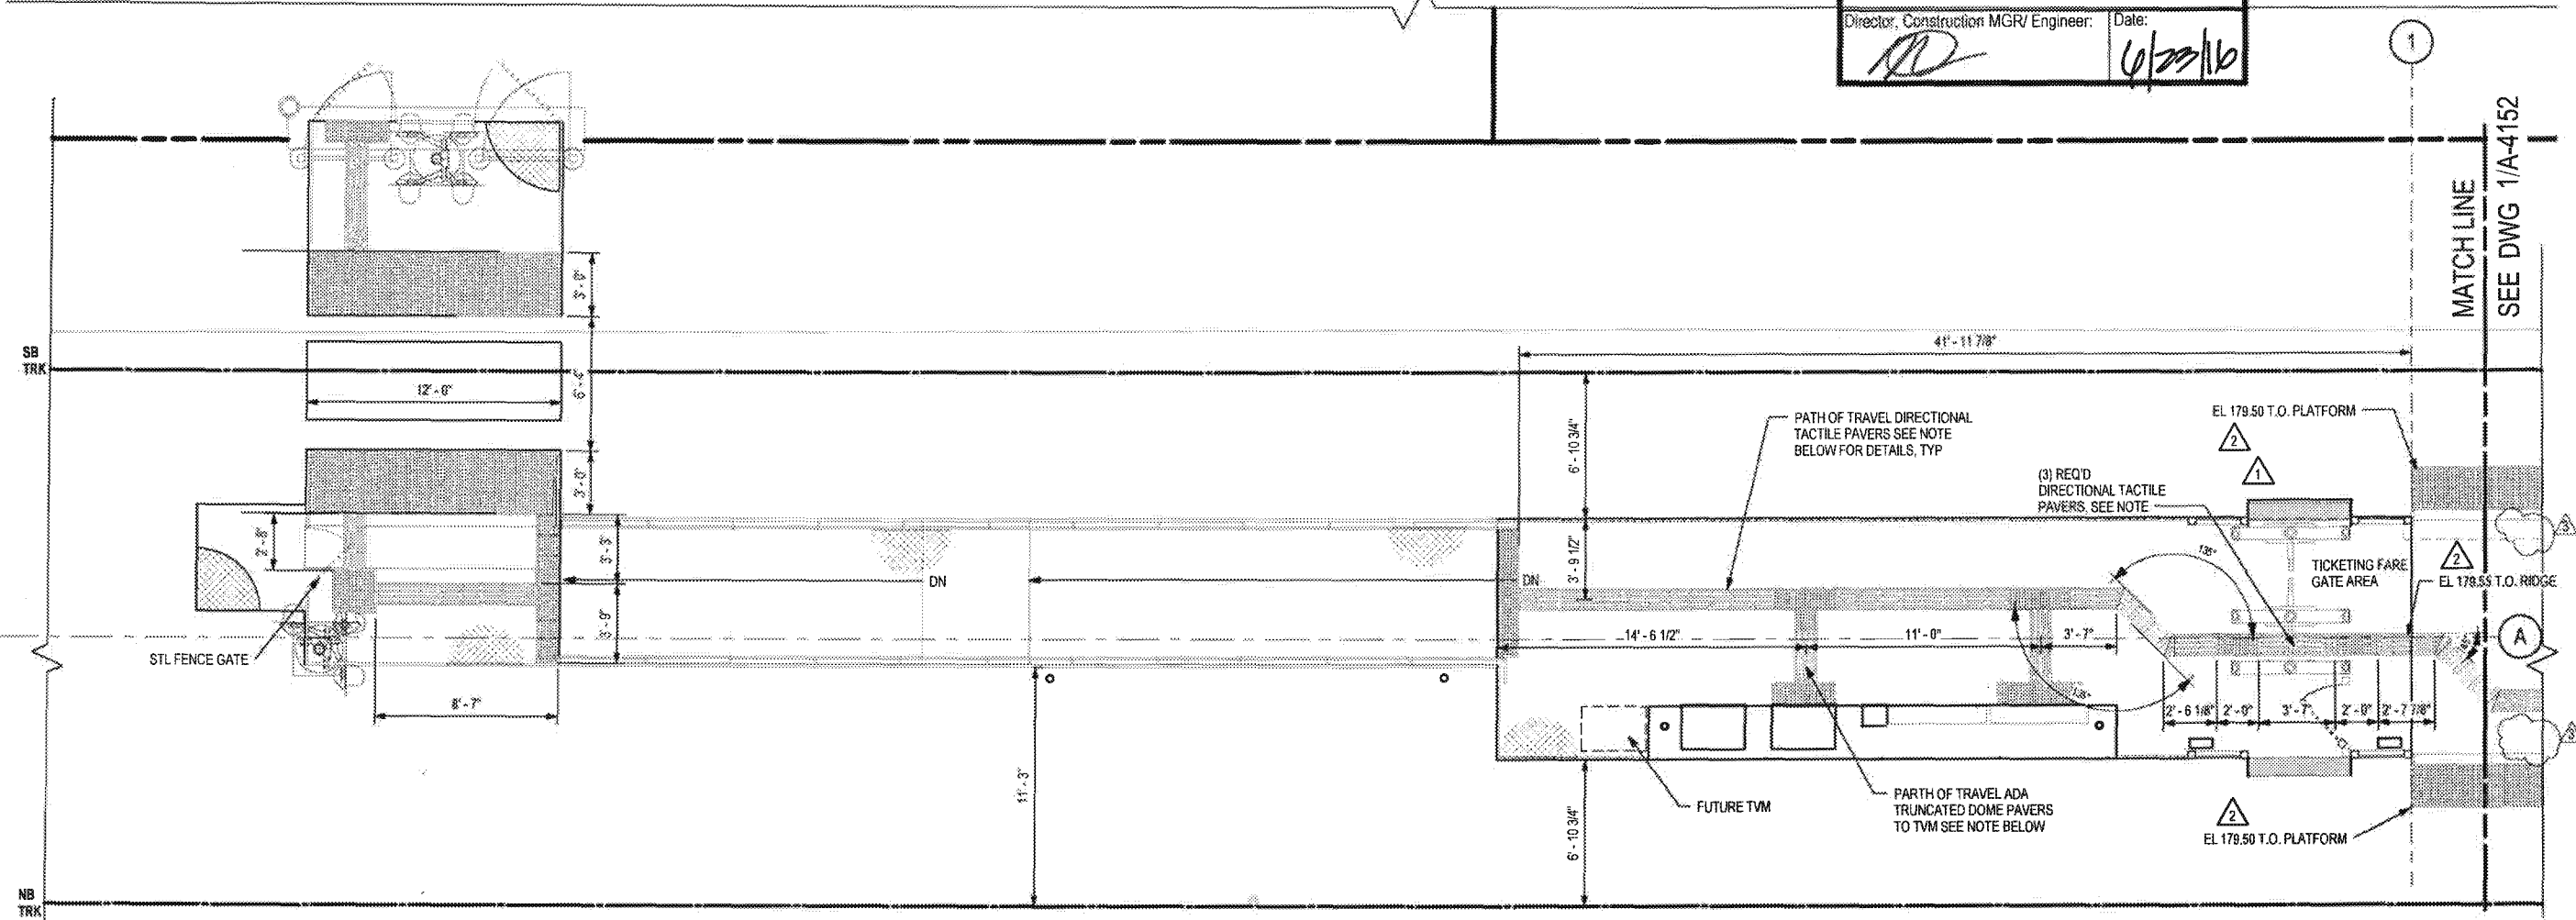 Director, Construction MGR/ Engineer:
Date:
6/23/16
1
MATCH LINE
SEE DWG 1/A-4152
SB
TRK
12'-0"
3'-0"
6'-4"
3'-0"
2'-8"
3'-3"
3'-9"
8'-7"
STL FENCE GATE
DN
DN
11'-3"
41'-11 7/8"
6'-10 3/4"
3'-9 1/2"
PATH OF TRAVEL DIRECTIONAL
TACTILE PAVERS SEE NOTE
BELOW FOR DETAILS, TYP
(3) REQ'D
DIRECTIONAL TACTILE
PAVERS, SEE NOTE
EL 179.50 T.O. PLATFORM
2
1
3
135°
TICKETING FARE
GATE AREA
2
EL 179.55 T.O. RIDGE
A
14'-6 1/2"
11'-0"
3'-7"
2'-6 1/8"
2'-0"
3'-7"
2'-0"
2'-7 7/8"
3
FUTURE TVM
PARTH OF TRAVEL ADA
TRUNCATED DOME PAVERS
TO TVM SEE NOTE BELOW
6'-10 3/4"
2
EL 179.50 T.O. PLATFORM
NB
TRK